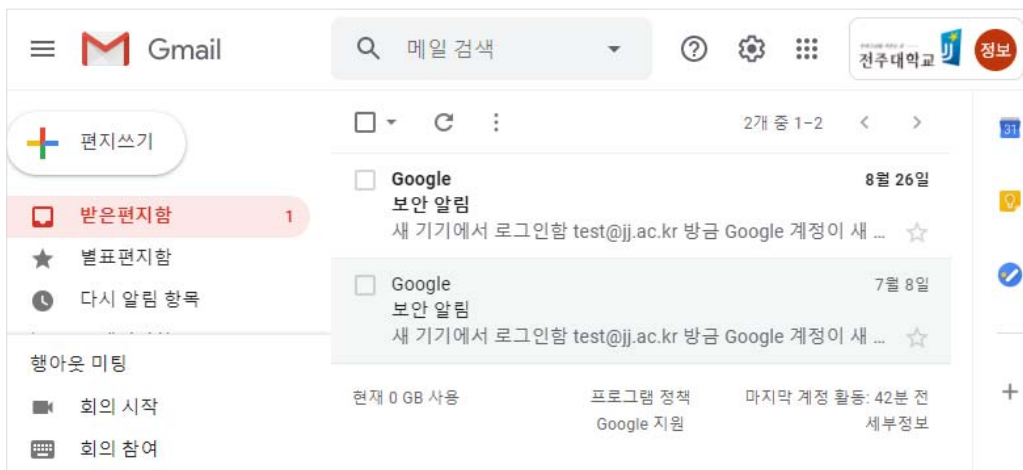 Gmail
메일 검색
전주대학교
정보
편지쓰기
2개 중 1–2
31
받은편지함 1
별표편지함
다시 알림 항목
Google 8월 26일
보안 알림
새 기기에서 로그인함 test@jj.ac.kr 방금 Google 계정이 새 ...
Google 7월 8일
보안 알림
새 기기에서 로그인함 test@jj.ac.kr 방금 Google 계정이 새 ...
행아웃 미팅
회의 시작
회의 참여
현재 0 GB 사용
프로그램 정책
Google 지원
마지막 계정 활동: 42분 전
세부정보